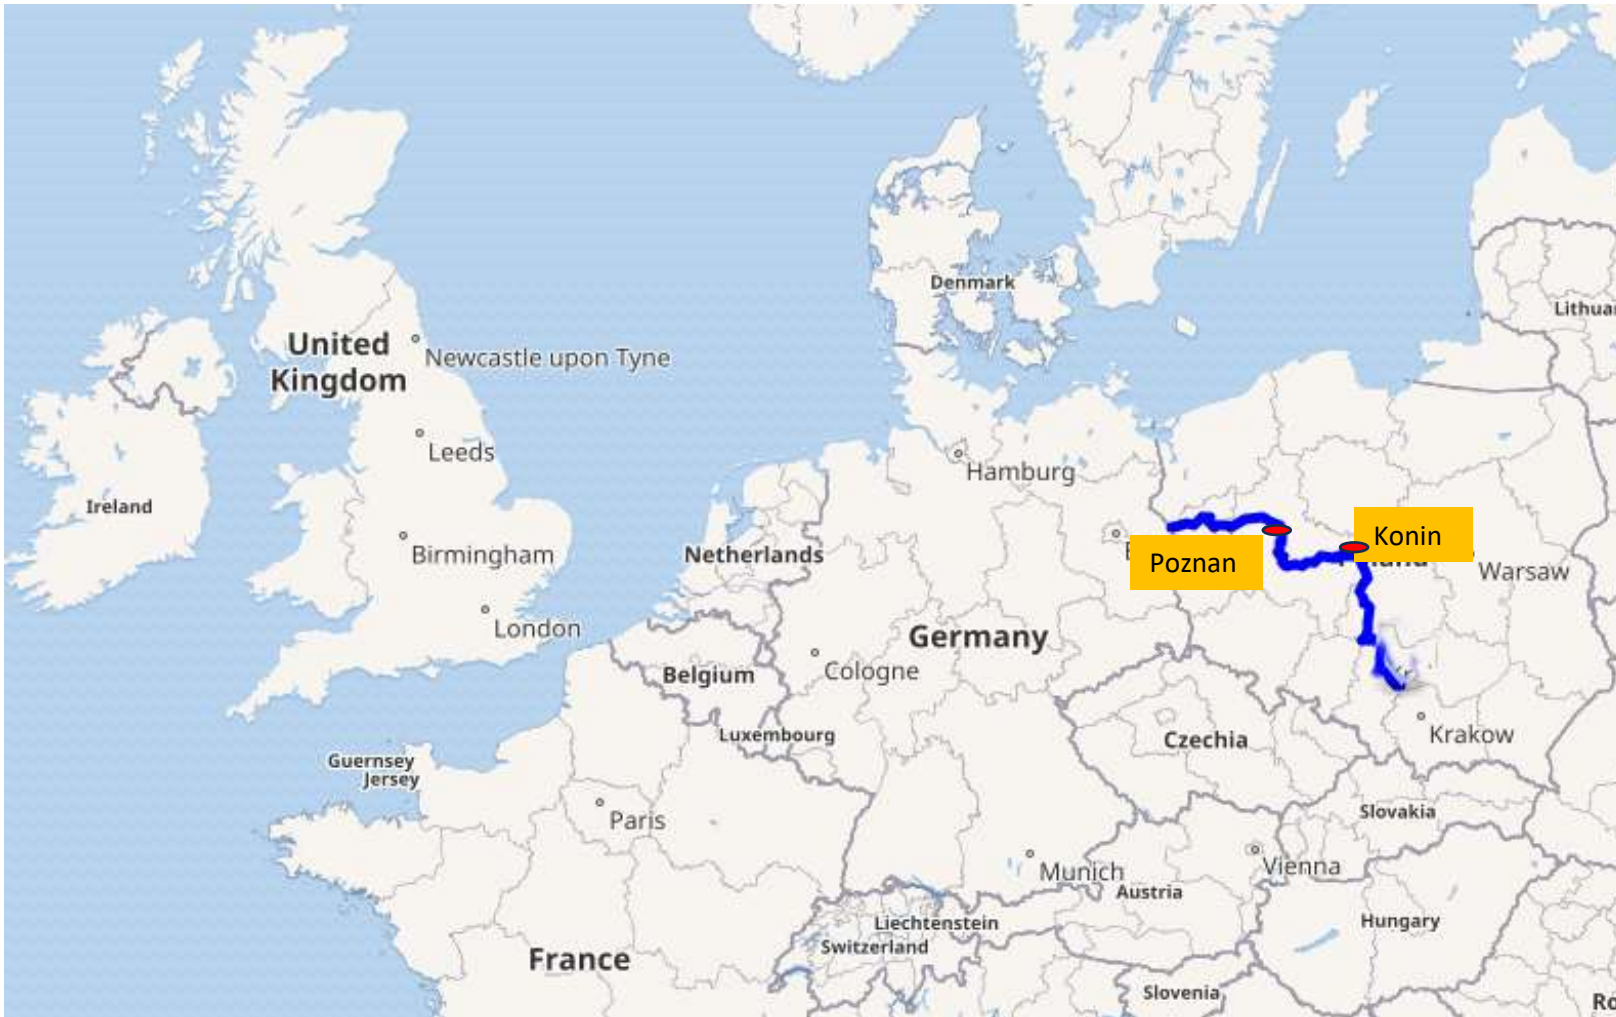 Denmark
Lithua
United
Kingdom
Newcastle upon Tyne
Leeds
Hamburg
Ireland
Birmingham
Netherlands
Poznan
Konin
Warsaw
London
Germany
Belgium
Cologne
Luxembourg
Czechia
Krakow
Guernsey
Jersey
Paris
Slovakia
Munich
Vienna
Austria
Liechtenstein
Switzerland
Hungary
France
Slovenia